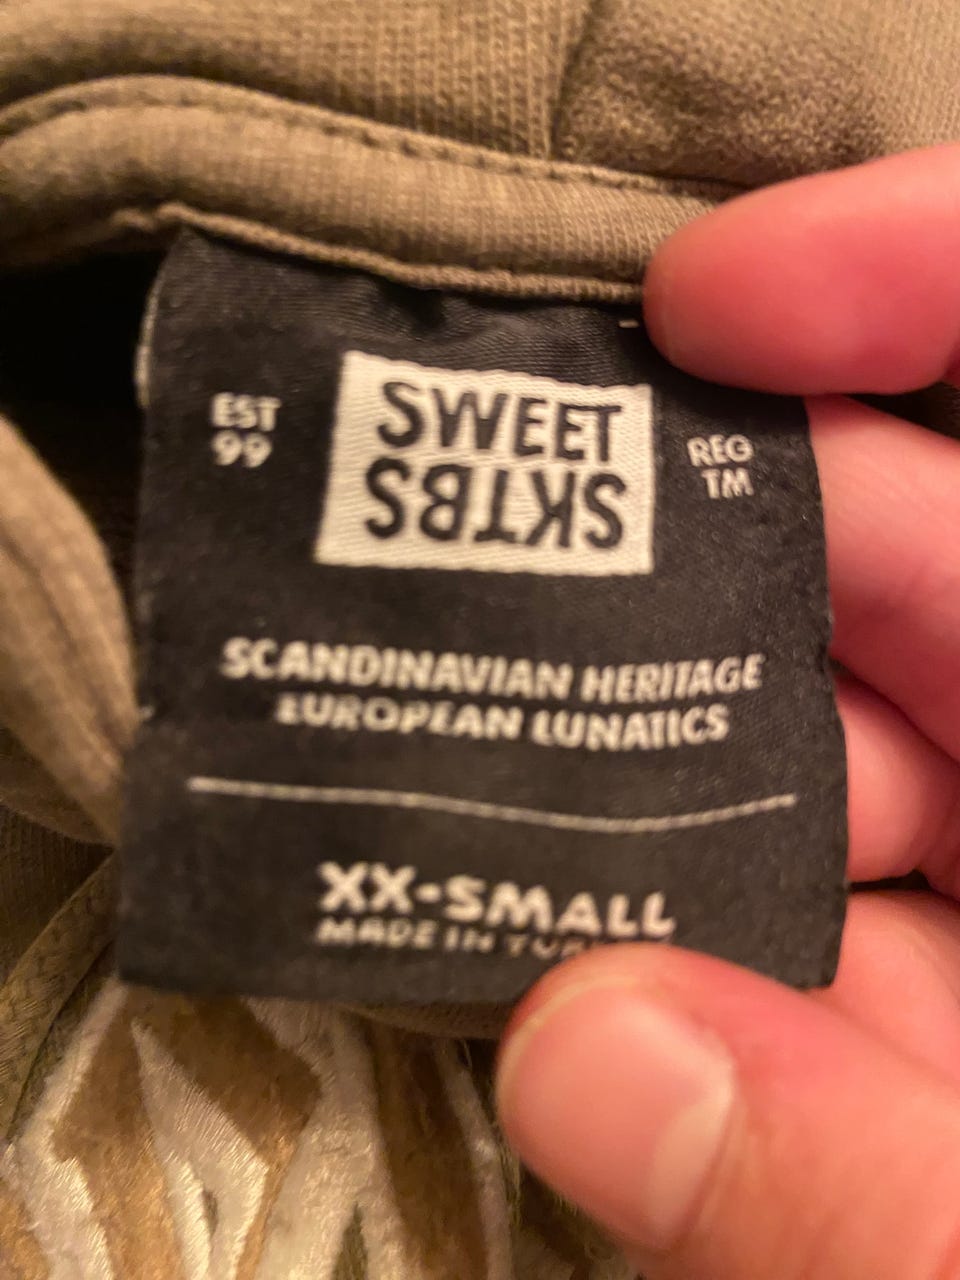 EST
99
SWEET
SKTBS
REG
TM
SCANDINAVIAN HERITAGE
EUROPEAN LUNATICS
XX-SMALL
MADE IN